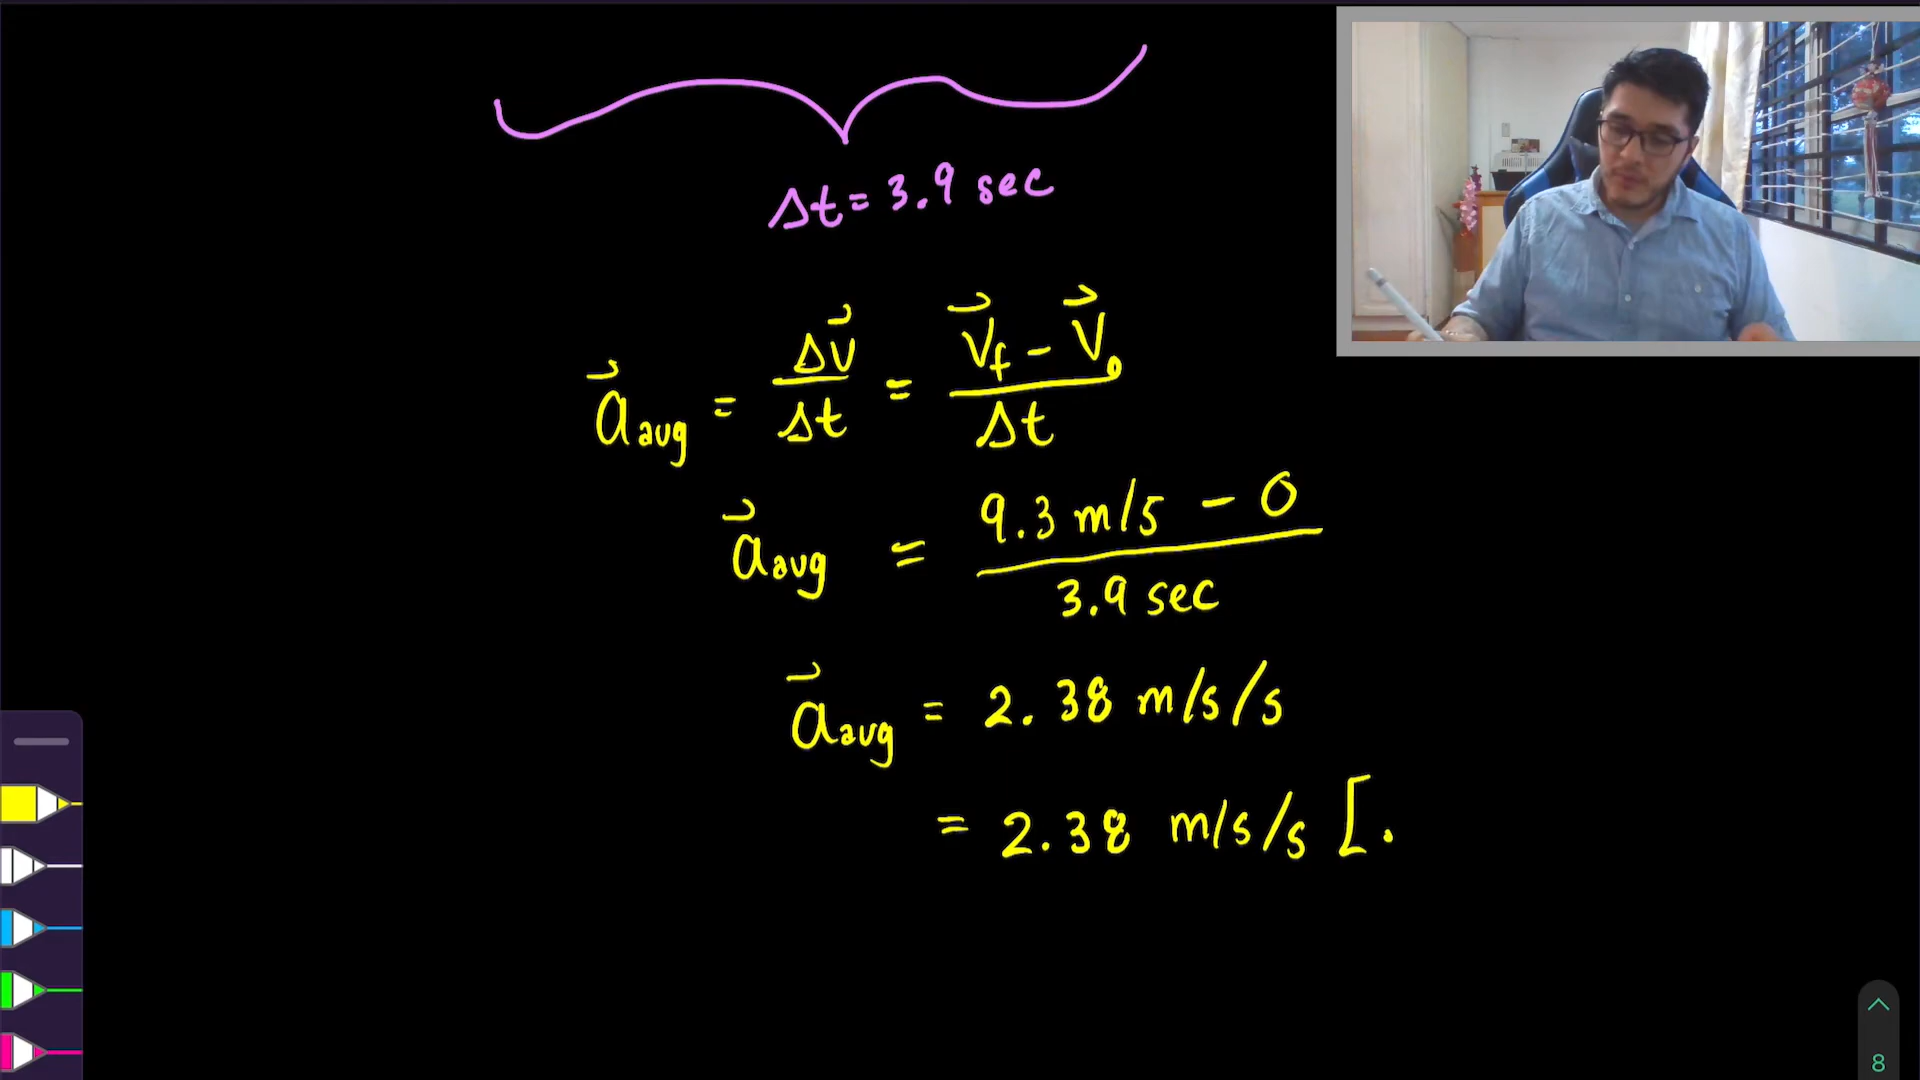 Δt = 3.9 sec
a⃗avg = Δv⃗/Δt = V⃗f - V⃗o/Δt
a⃗avg = 9.3 m/s - 0/3.9 sec
a⃗avg = 2.38 m/s/s
= 2.38 m/s/s [.
8